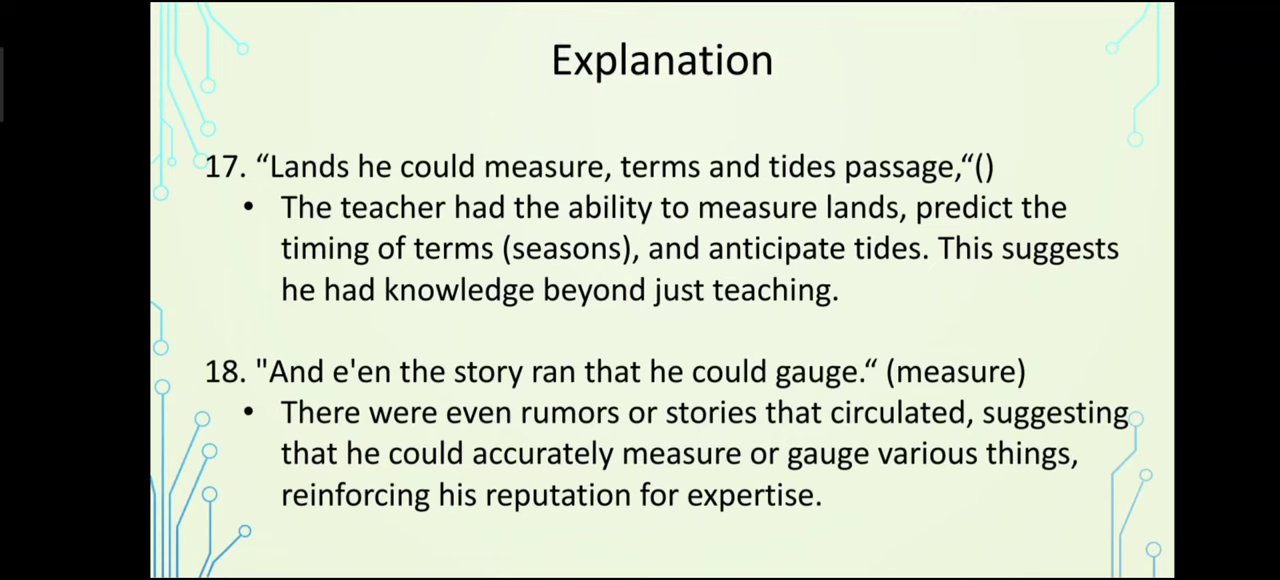 Explanation
17. “Lands he could measure, terms and tides passage,“()
• The teacher had the ability to measure lands, predict the
timing of terms (seasons), and anticipate tides. This suggests
he had knowledge beyond just teaching.
18. "And e'en the story ran that he could gauge.“ (measure)
• There were even rumors or stories that circulated, suggesting
that he could accurately measure or gauge various things,
reinforcing his reputation for expertise.